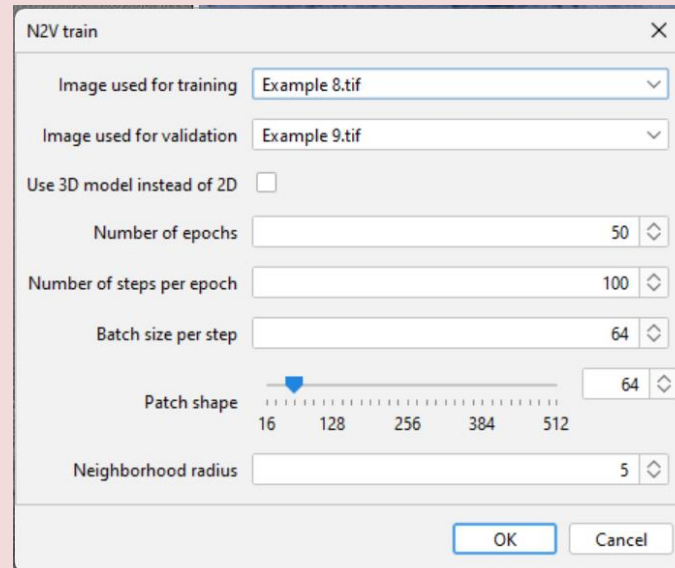 N2V train
Image used for training Example 8.tif
Image used for validation Example 9.tif
Use 3D model instead of 2D
Number of epochs 50
Number of steps per epoch 100
Batch size per step 64
Patch shape 64
16 128 256 384 512
Neighborhood radius 5
OK Cancel